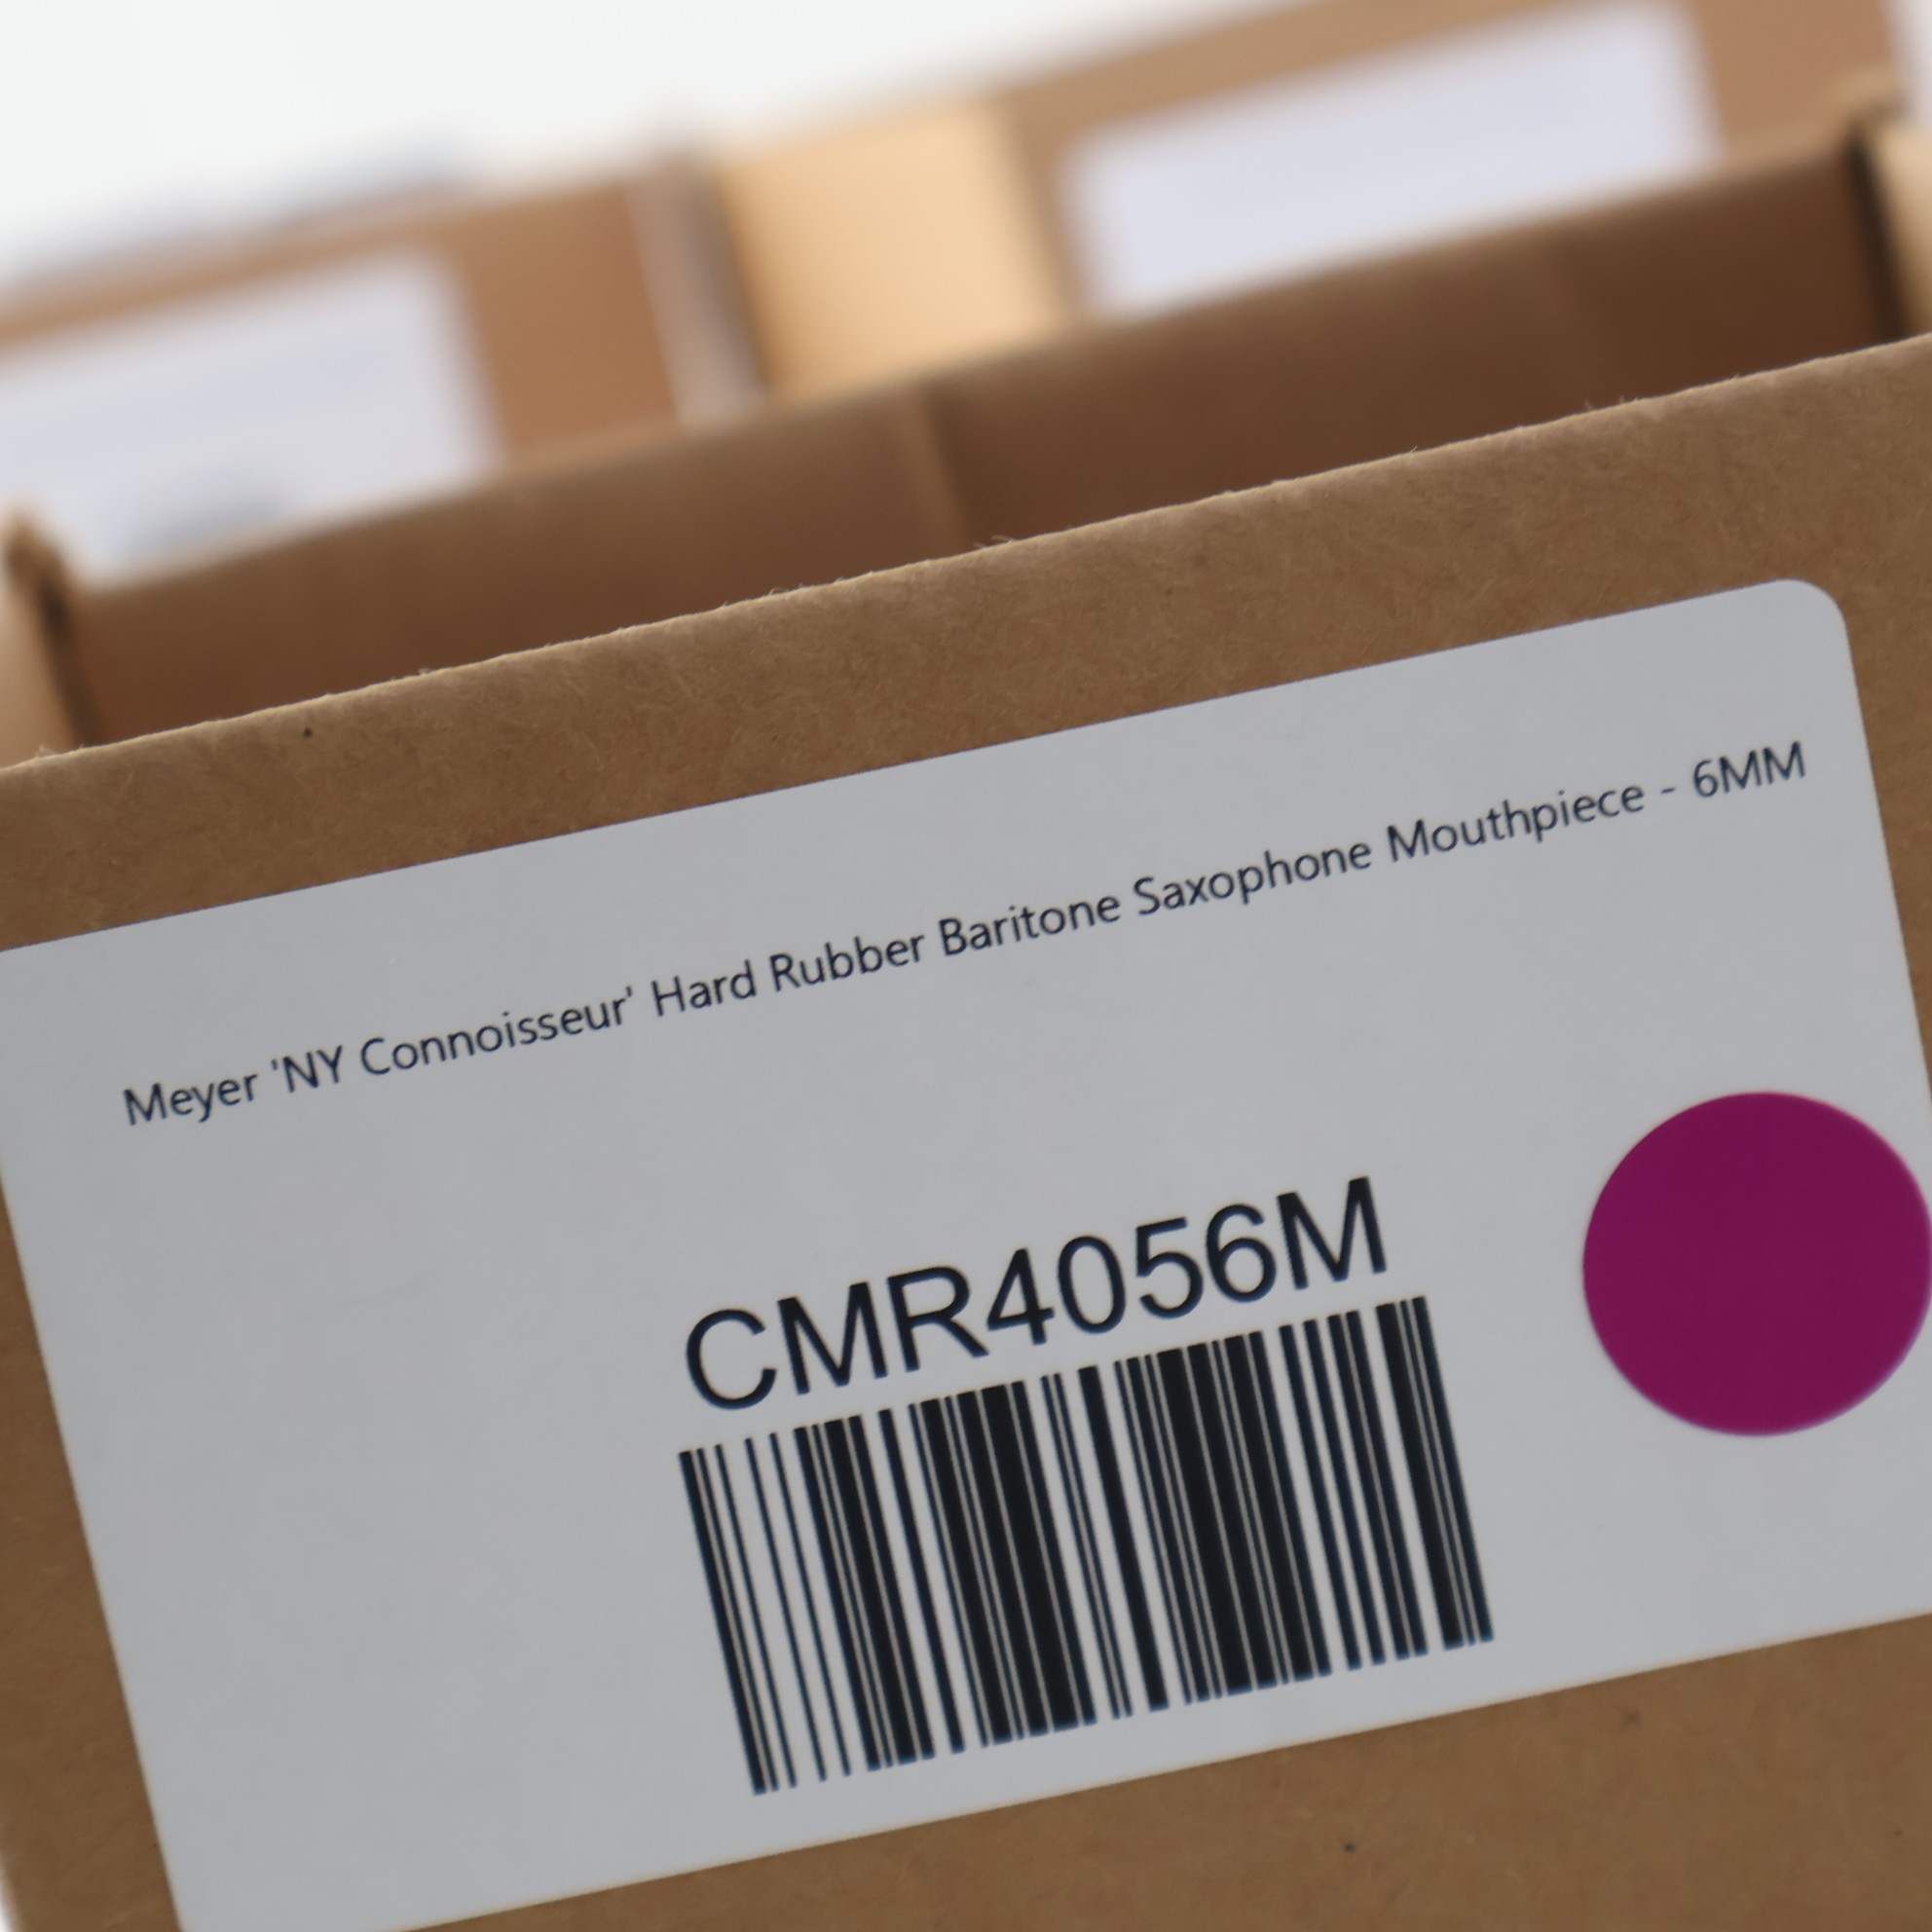 Meyer 'NY Connoisseur' Hard Rubber Baritone Saxophone Mouthpiece - 6MM
CMR4056M